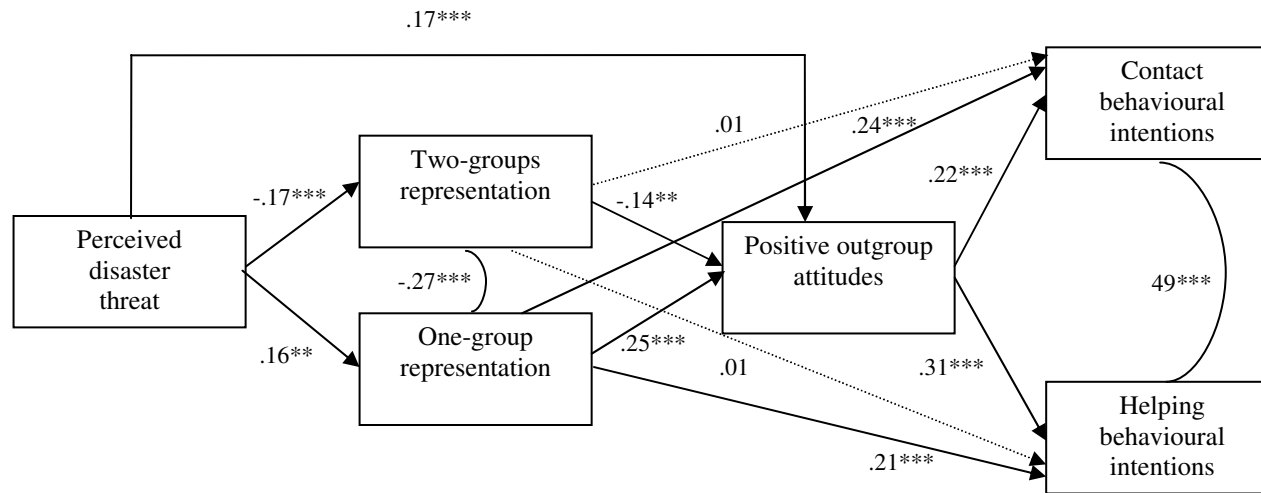 .17***
Contact
behavioural
intentions
.01
.24***
Two-groups
representation
.22***
-.17***
-.14**
Perceived
disaster
threat
Positive outgroup
attitudes
-.27***
49***
One-group
representation
.16**
.25***
.01
.31***
Helping
behavioural
intentions
.21***